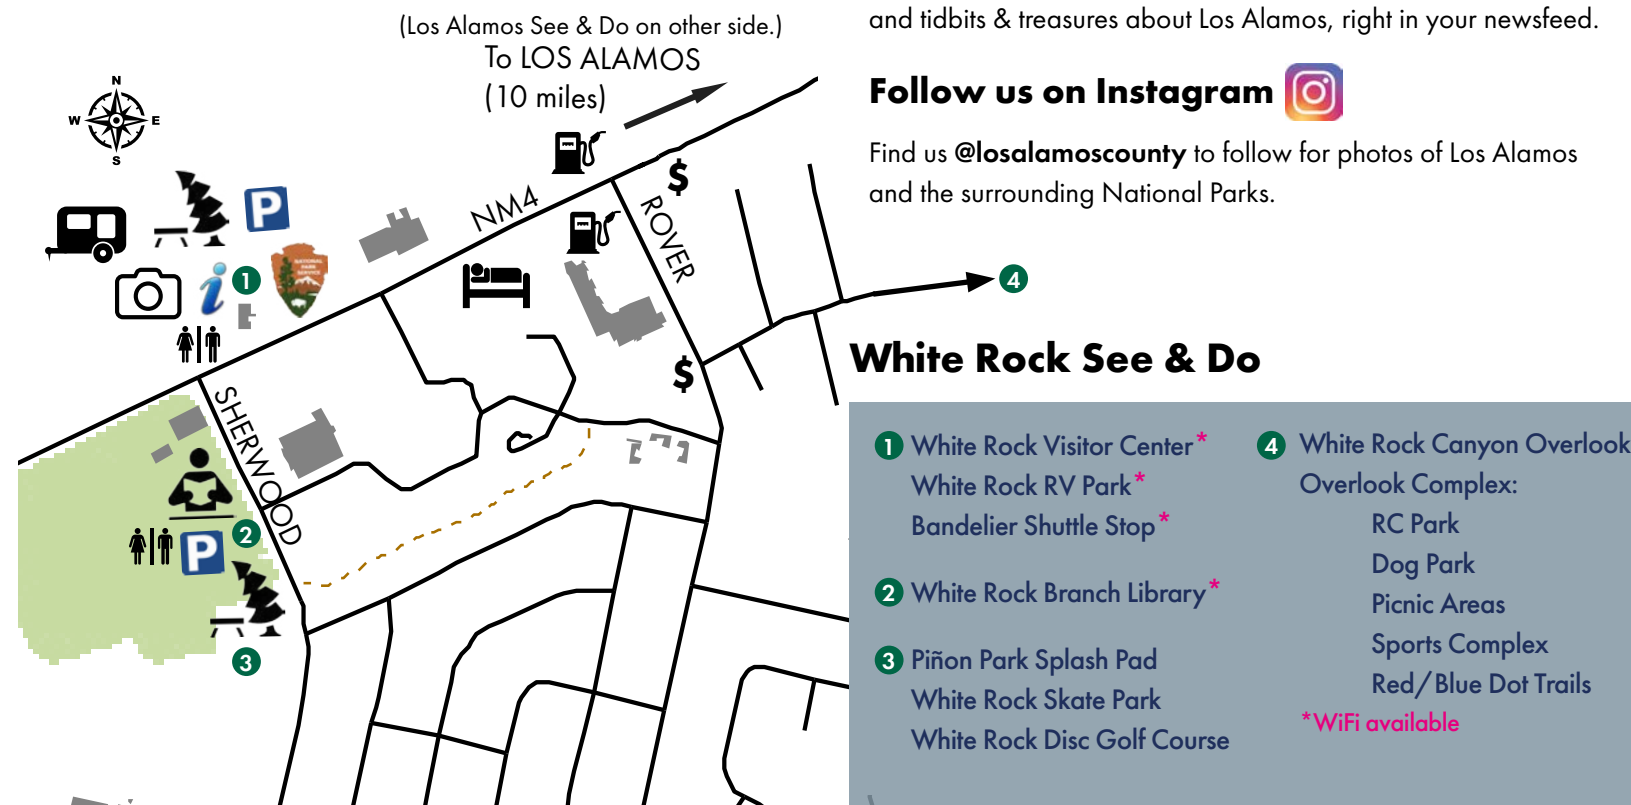 (Los Alamos See & Do on other side.)
To LOS ALAMOS
(10 miles)
N
W
E
S
P
NM4
$
ROVER
i
1
NATIONAL
PARK
SERVICE
4
SHERWOOD
$
2
P
3
and tidbits & treasures about Los Alamos, right in your newsfeed.
Follow us on Instagram
Find us @losalamoscounty to follow for photos of Los Alamos
and the surrounding National Parks.
White Rock See & Do
1 White Rock Visitor Center*
White Rock RV Park*
Bandelier Shuttle Stop*
2 White Rock Branch Library*
3 Piñon Park Splash Pad
White Rock Skate Park
White Rock Disc Golf Course
4 White Rock Canyon Overlook
Overlook Complex:
RC Park
Dog Park
Picnic Areas
Sports Complex
Red/Blue Dot Trails
*WiFi available